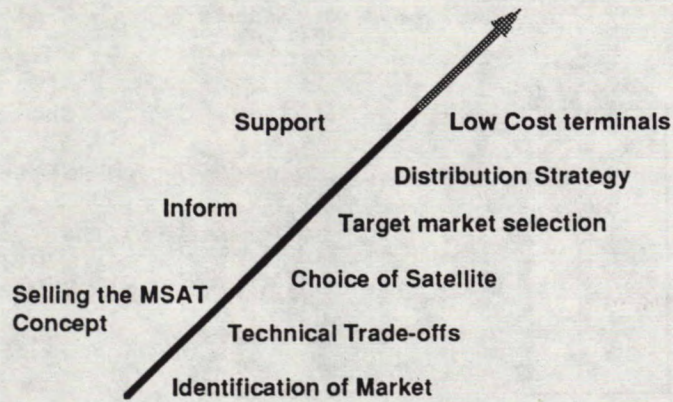 Support
Low Cost terminals
Distribution Strategy
Inform
Target market selection
Choice of Satellite
Selling the MSAT
Concept
Technical Trade-offs
Identification of Market